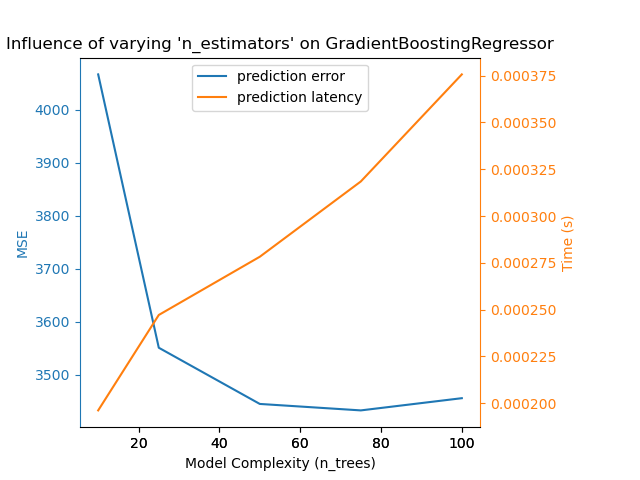 Influence of varying 'n_estimators' on GradientBoostingRegressor
prediction error
prediction latency
4000
3900
3800
3700
3600
3500
MSE
0.000375
0.000350
0.000325
0.000300
0.000275
0.000250
0.000225
0.000200
Time (s)
20 40 60 80 100
Model Complexity (n_trees)